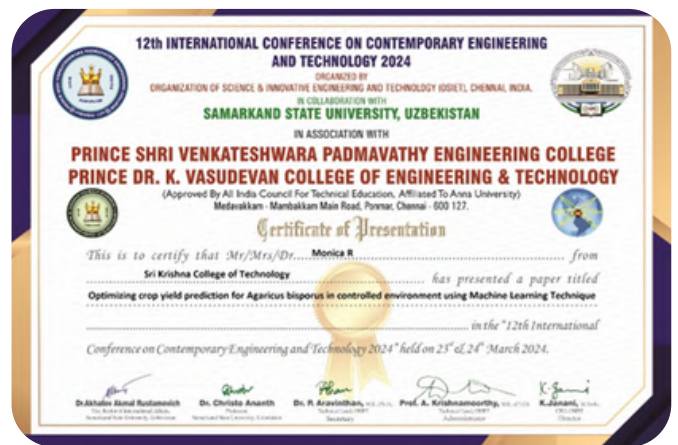 12th INTERNATIONAL CONFERENCE ON CONTEMPORARY ENGINEERING
AND TECHNOLOGY 2024
ORGANIZED BY
ORGANIZATION OF SCIENCE & INNOVATIVE ENGINEERING AND TECHNOLOGY (OSIET), CHENNAI, INDIA.
IN COLLABORATION WITH
SAMARKAND STATE UNIVERSITY, UZBEKISTAN
IN ASSOCIATION WITH
PRINCE SHRI VENKATESHWARA PADMAVATHY ENGINEERING COLLEGE
PRINCE DR. K. VASUDEVAN COLLEGE OF ENGINEERING & TECHNOLOGY
(Approved By All India Council For Technical Education, Affiliated To Anna University)
Medavakkam - Mambakkam Main Road, Ponmar, Chennai - 600 127.
Certificate of Presentation
This is to certify that Mr/Mrs/Dr. Monica R from
Sri Krishna College of Technology has presented a paper titled
Optimizing crop yield prediction for Agaricus bisporus in controlled environment using Machine Learning Technique
in the "12th International
Conference on Contemporary Engineering and Technology 2024" held on 23rd & 24th March 2024.
Dr. Akhatov Akmal Rustamovich Dr. Christo Ananth Dr. P. Aravinthan, Prof. A. Krishnamoorthy, K. Janani,
Secretary Administrator Director